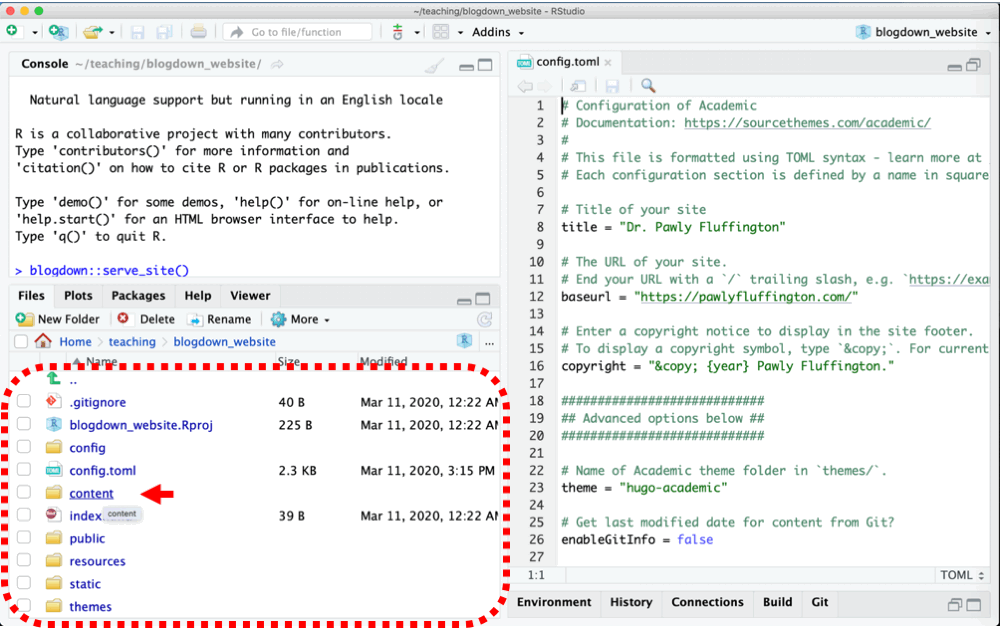 ~/teaching/blogdown_website - RStudio
Go to file/function
Addins
blogdown_website
Console ~/teaching/blogdown_website/
Natural language support but running in an English locale
R is a collaborative project with many contributors.
Type 'contributors()' for more information and
'citation()' on how to cite R or R packages in publications.
Type 'demo()' for some demos, 'help()' for on-line help, or
'help.start()' for an HTML browser interface to help.
Type 'q()' to quit R.
> blogdown::serve_site()
Files Plots Packages Help Viewer
New Folder Delete Rename More
Home teaching blogdown_website ...
Name Size Modified
..
.gitignore 40 B Mar 11, 2020, 12:22 AM
blogdown_website.Rproj 225 B Mar 11, 2020, 12:22 AM
config
config.toml 2.3 KB Mar 11, 2020, 3:15 PM
content
index 39 B Mar 11, 2020, 12:22 AM
content
public
resources
static
themes
config.toml
1 # Configuration of Academic
2 # Documentation: https://sourcethemes.com/academic/
3 #
4 # This file is formatted using TOML syntax - learn more at
5 # Each configuration section is defined by a name in square
6
7 # Title of your site
8 title = "Dr. Pawly Fluffington"
9
10 # The URL of your site.
11 # End your URL with a `/` trailing slash, e.g. `https://exa
12 baseurl = "https://pawlyfluffington.com/"
13
14 # Enter a copyright notice to display in the site footer.
15 # To display a copyright symbol, type `&copy;`. For current
16 copyright = "&copy; {year} Pawly Fluffington."
17
18 ############################
19 ## Advanced options below ##
20 ############################
21
22 # Name of Academic theme folder in `themes/`.
23 theme = "hugo-academic"
24
25 # Get last modified date for content from Git?
26 enableGitInfo = false
27
1:1 TOML
Environment History Connections Build Git